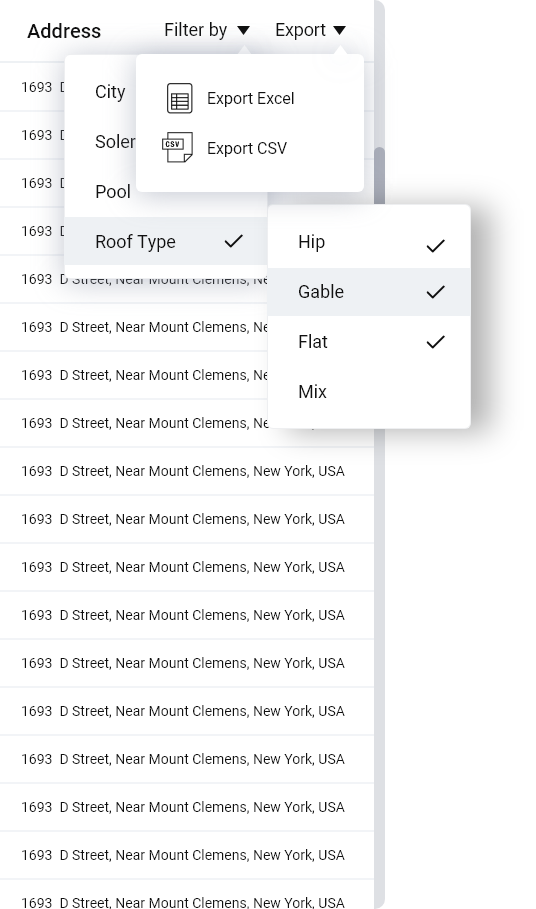 Address Filter by Export
Export Excel
CSV Export CSV
City
Soler
Pool
Roof Type
Hip
Gable
Flat
Mix
1693 D
1693
1693
1693
1693 D Street, Near Mount Clemens, Ne
1693 D Street, Near Mount Clemens, Ne
1693 D Street, Near Mount Clemens, Ne
1693 D Street, Near Mount Clemens, Ne
1693 D Street, Near Mount Clemens, New York, USA
1693 D Street, Near Mount Clemens, New York, USA
1693 D Street, Near Mount Clemens, New York, USA
1693 D Street, Near Mount Clemens, New York, USA
1693 D Street, Near Mount Clemens, New York, USA
1693 D Street, Near Mount Clemens, New York, USA
1693 D Street, Near Mount Clemens, New York, USA
1693 D Street, Near Mount Clemens, New York, USA
1693 D Street, Near Mount Clemens, New York, USA
1693 D Street, Near Mount Clemens, New York, USA